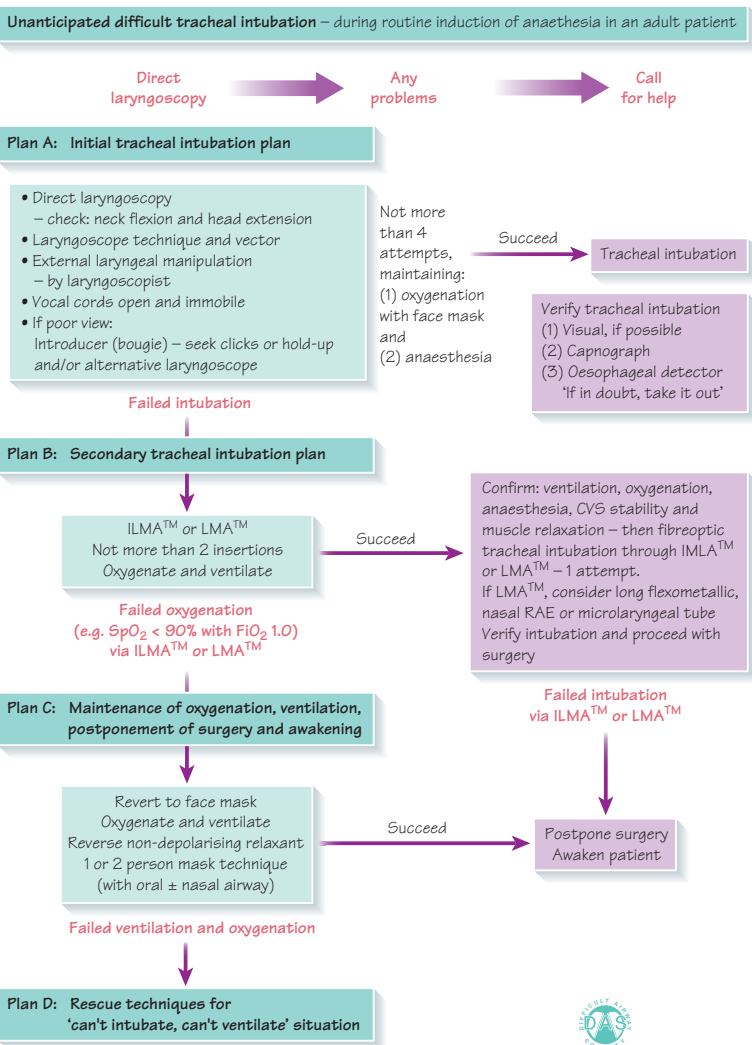 Unanticipated difficult tracheal intubation – during routine induction of anaethesia in an adult patient
Direct
laryngoscopy
Any
problems
Call
for help
Plan A: Initial tracheal intubation plan
• Direct laryngoscopy
– check: neck flexion and head extension
• Laryngoscope technique and vector
• External laryngeal manipulation
– by laryngoscopist
• Vocal cords open and immobile
• If poor view:
Introducer (bougie) – seek clicks or hold-up
and/or alternative laryngoscope
Not more
than 4
attempts,
maintaining:
(1) oxygenation
with face mask
and
(2) anaesthesia
Succeed
Tracheal intubation
Verify tracheal intubation
(1) Visual, if possible
(2) Capnograph
(3) Oesophageal detector
‘If in doubt, take it out’
Failed intubation
Plan B: Secondary tracheal intubation plan
ILMA™ or LMA™
Not more than 2 insertions
Oxygenate and ventilate
Succeed
Confirm: ventilation, oxygenation,
anaesthesia, CVS stability and
muscle relaxation – then fibreoptic
tracheal intubation through IMLA™
or LMA™ – 1 attempt.
If LMA™, consider long flexometallic,
nasal RAE or microlaryngeal tube
Verify intubation and proceed with
surgery
Failed oxygenation
(e.g. SpO₂ < 90% with FiO₂ 1.0)
via ILMA™ or LMA™
Failed intubation
via ILMA™ or LMA™
Plan C: Maintenance of oxygenation, ventilation,
postponement of surgery and awakening
Revert to face mask
Oxygenate and ventilate
Reverse non-depolarising relaxant
1 or 2 person mask technique
(with oral ± nasal airway)
Succeed
Postpone surgery
Awaken patient
Failed ventilation and oxygenation
Plan D: Rescue techniques for
‘can't intubate, can't ventilate’ situation
DIFFICULT AIRWAY
DAS